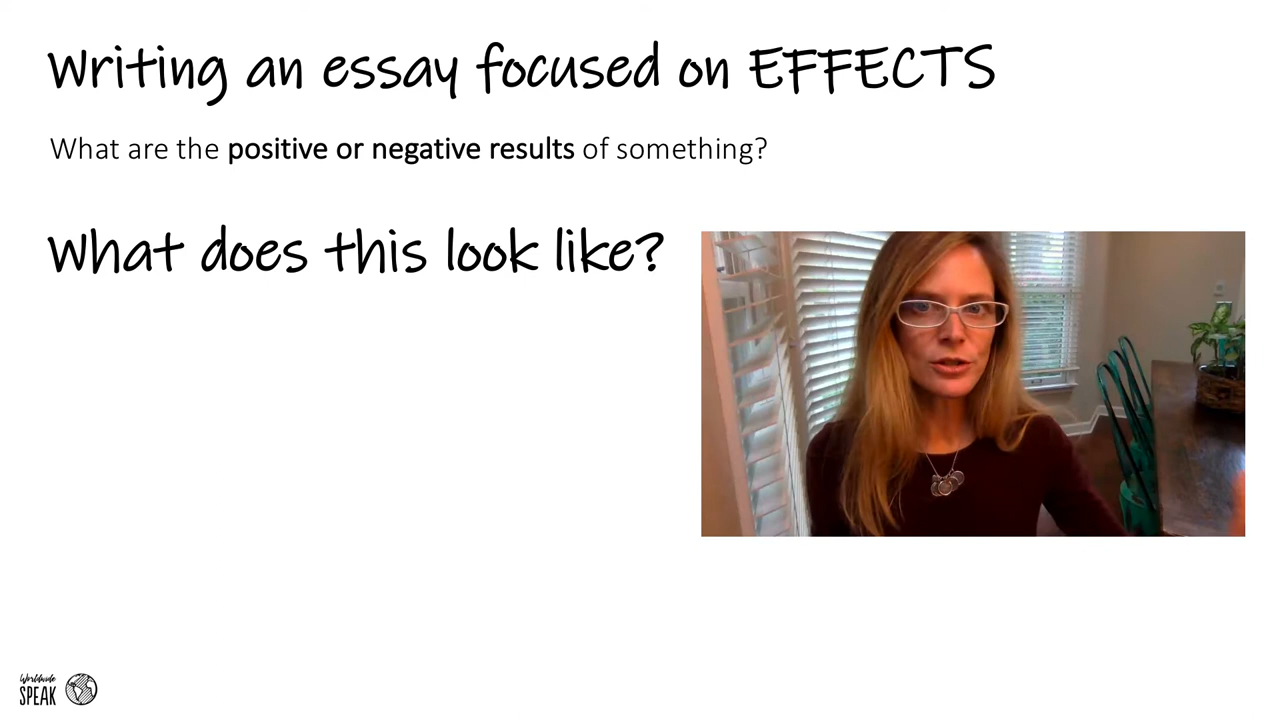 Writing an essay focused on EFFECTS
What are the positive or negative results of something?
What does this look like?
Worldwide
SPEAK